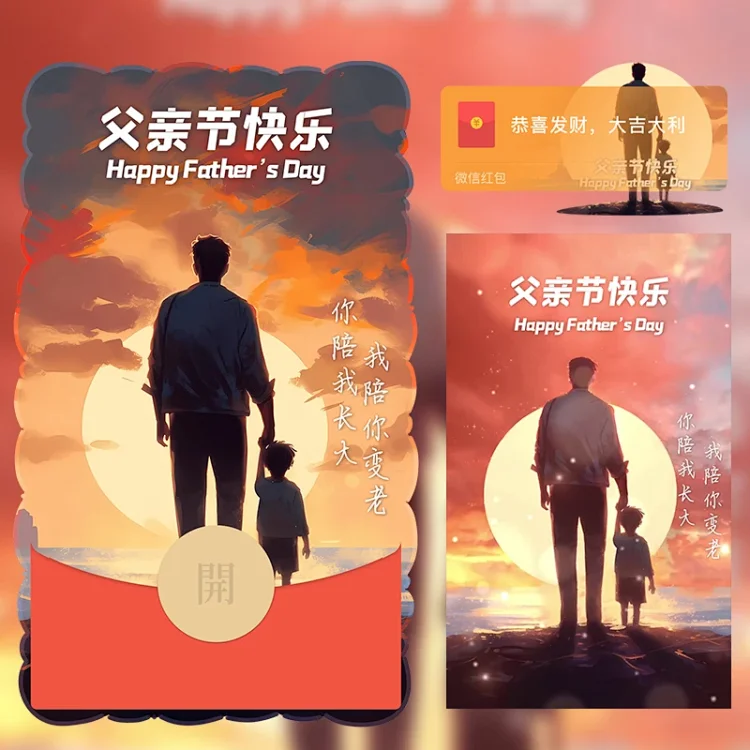 父亲节快乐
Happy Father's Day
你陪我长大
我陪你变老
開
恭喜发财，大吉大利
微信红包
父亲节快乐
Happy Father's Day
父亲节快乐
Happy Father's Day
你陪我长大
我陪你变老